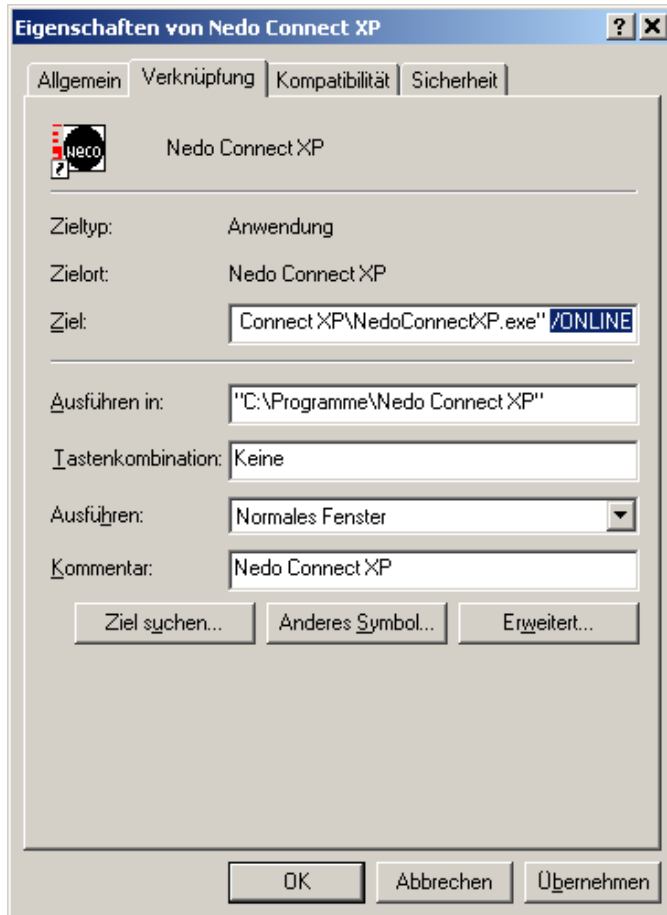 Eigenschaften von Nedo Connect XP
Allgemein Verknüpfung Kompatibilität Sicherheit
Neco
Nedo Connect XP
Zieltyp: Anwendung
Zielort: Nedo Connect XP
Ziel: Connect XP\NedoConnectXP.exe" /ONLINE
Ausführen in: "C:\Programme\Nedo Connect XP"
Tastenkombination: Keine
Ausführen: Normales Fenster
Kommentar: Nedo Connect XP
Ziel suchen... Anderes Symbol... Erweitert...
OK Abbrechen Übernehmen